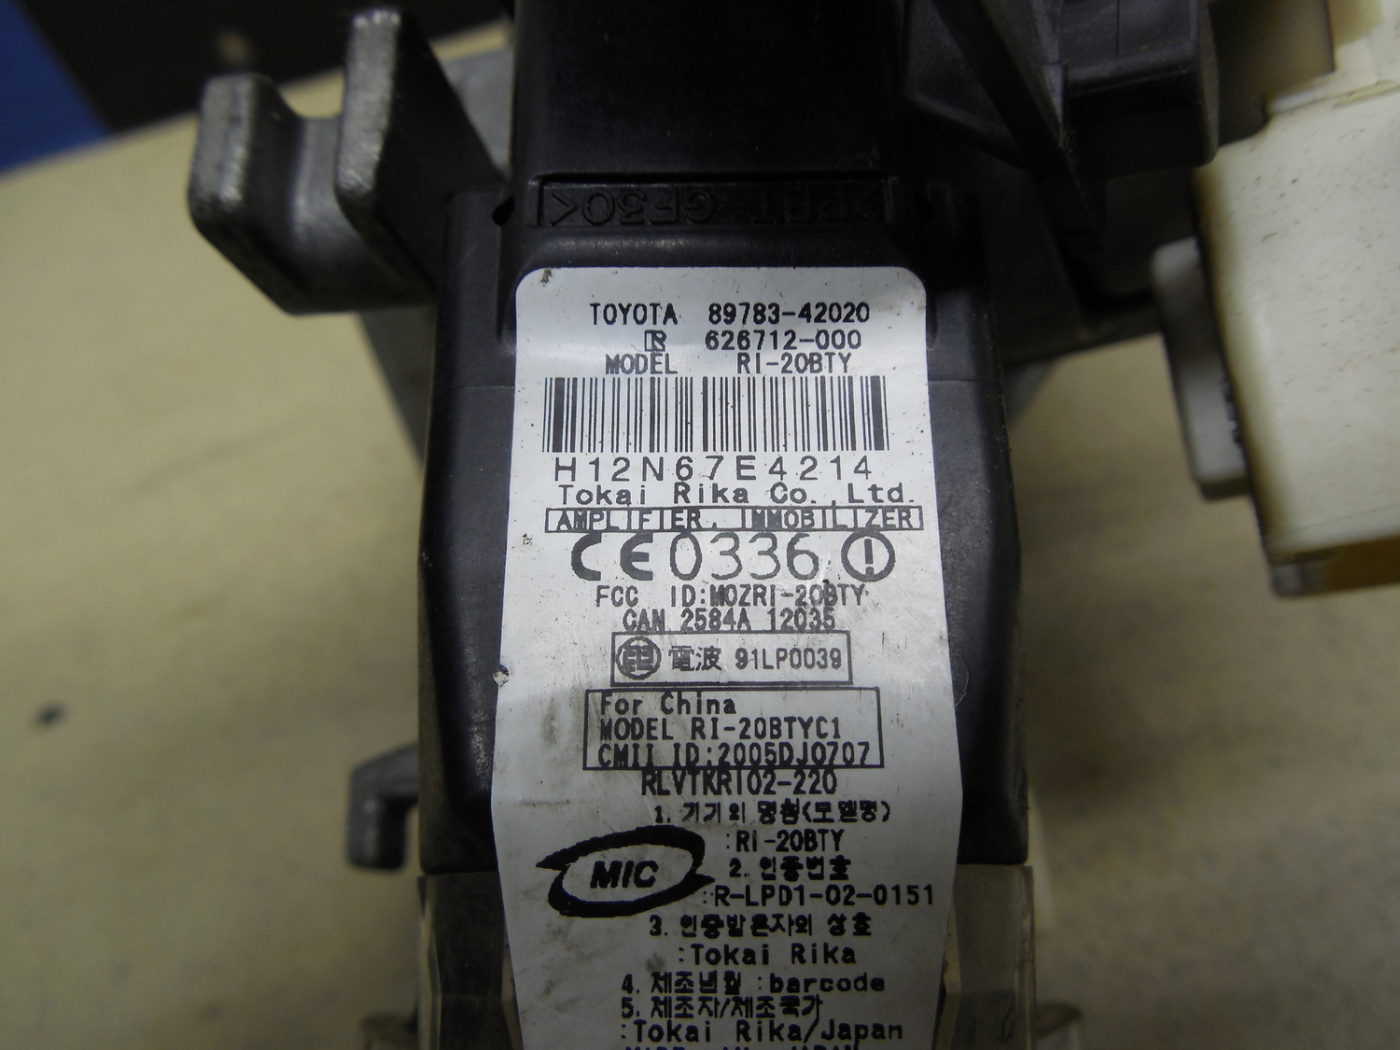 >PBT-GF30<
TOYOTA 89783-42020
R 626712-000
MODEL RI-20BTY
H12N67E4214
Tokai Rika Co.,Ltd.
AMPLIFIER, IMMOBILIZER
CE0336
FCC ID:MOZRI-20BTY
CAN 2584A 12035
電波 91LP0039
For China
MODEL RI-20BTYC1
CMII ID:2005DJ0707
RLVTKRI02-220
1. 기기의 명칭(모델명)
:RI-20BTY
MIC
2. 인증번호
:R-LPD1-02-0151
3. 인증받은자의 상호
:Tokai Rika
4. 제조년월 :barcode
5. 제조자/제조국가
:Tokai Rika/Japan